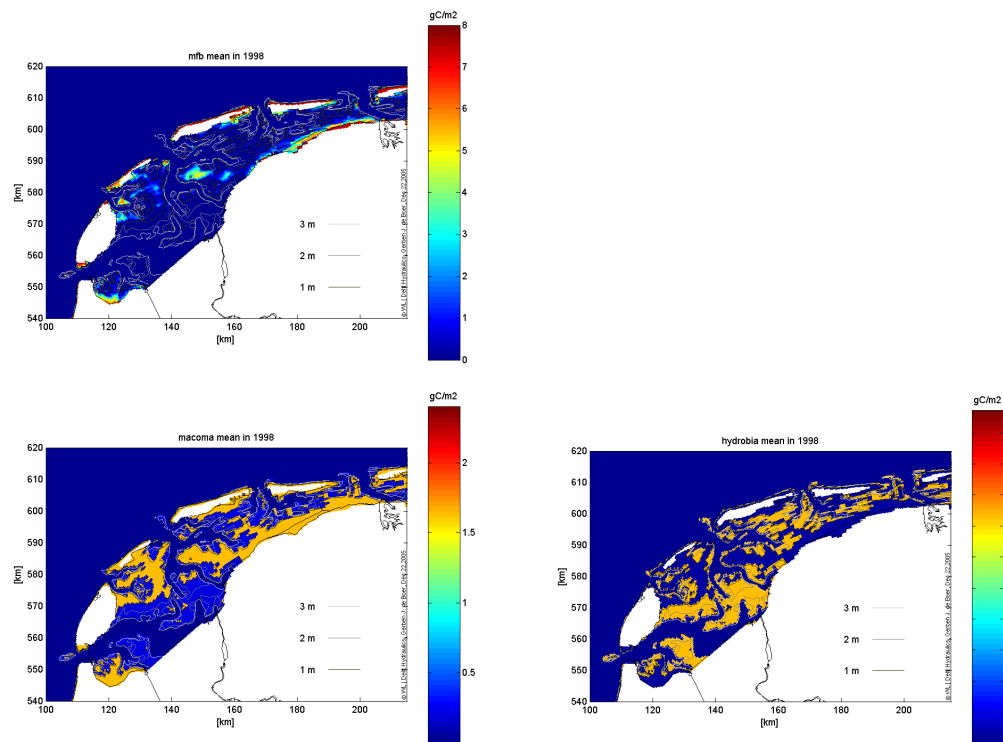 gC/m2
mfb mean in 1998
8
7
6
5
4
3
2
1
0
620
610
600
590
580
570
560
550
540
[km]
3 m
2 m
1 m
100 120 140 160 180 200
[km]
gC/m2
macoma mean in 1998
2
1.5
1
0.5
620
610
600
590
580
570
560
550
540
[km]
3 m
2 m
1 m
100 120 140 160 180 200
[km]
gC/m2
hydrobia mean in 1998
620
610
600
590
580
570
560
550
540
[km]
3 m
2 m
1 m
100 120 140 160 180 200
[km]